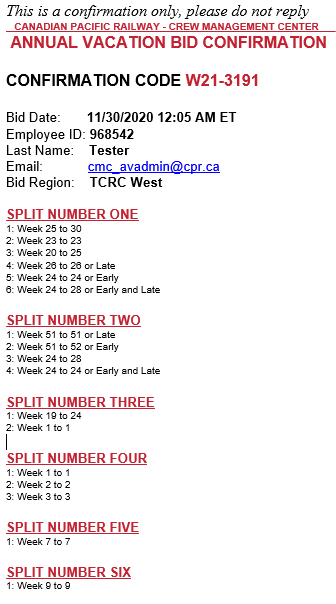 This is a confirmation only, please do not reply
CANADIAN PACIFIC RAILWAY - CREW MANAGEMENT CENTER
ANNUAL VACATION BID CONFIRMATION
CONFIRMATION CODE W21-3191
Bid Date: 11/30/2020 12:05 AM ET
Employee ID: 968542
Last Name: Tester
Email: cmc_avadmin@cpr.ca
Bid Region: TCRC West
SPLIT NUMBER ONE
1: Week 25 to 30
2: Week 23 to 23
3: Week 20 to 25
4: Week 26 to 26 or Late
5: Week 24 to 24 or Early
6: Week 24 to 28 or Early and Late
SPLIT NUMBER TWO
1: Week 51 to 51 or Late
2: Week 51 to 52 or Early
3: Week 24 to 28
4: Week 24 to 24 or Early and Late
SPLIT NUMBER THREE
1: Week 19 to 24
2: Week 1 to 1
SPLIT NUMBER FOUR
1: Week 1 to 1
2: Week 2 to 2
3: Week 3 to 3
SPLIT NUMBER FIVE
1: Week 7 to 7
SPLIT NUMBER SIX
1: Week 9 to 9